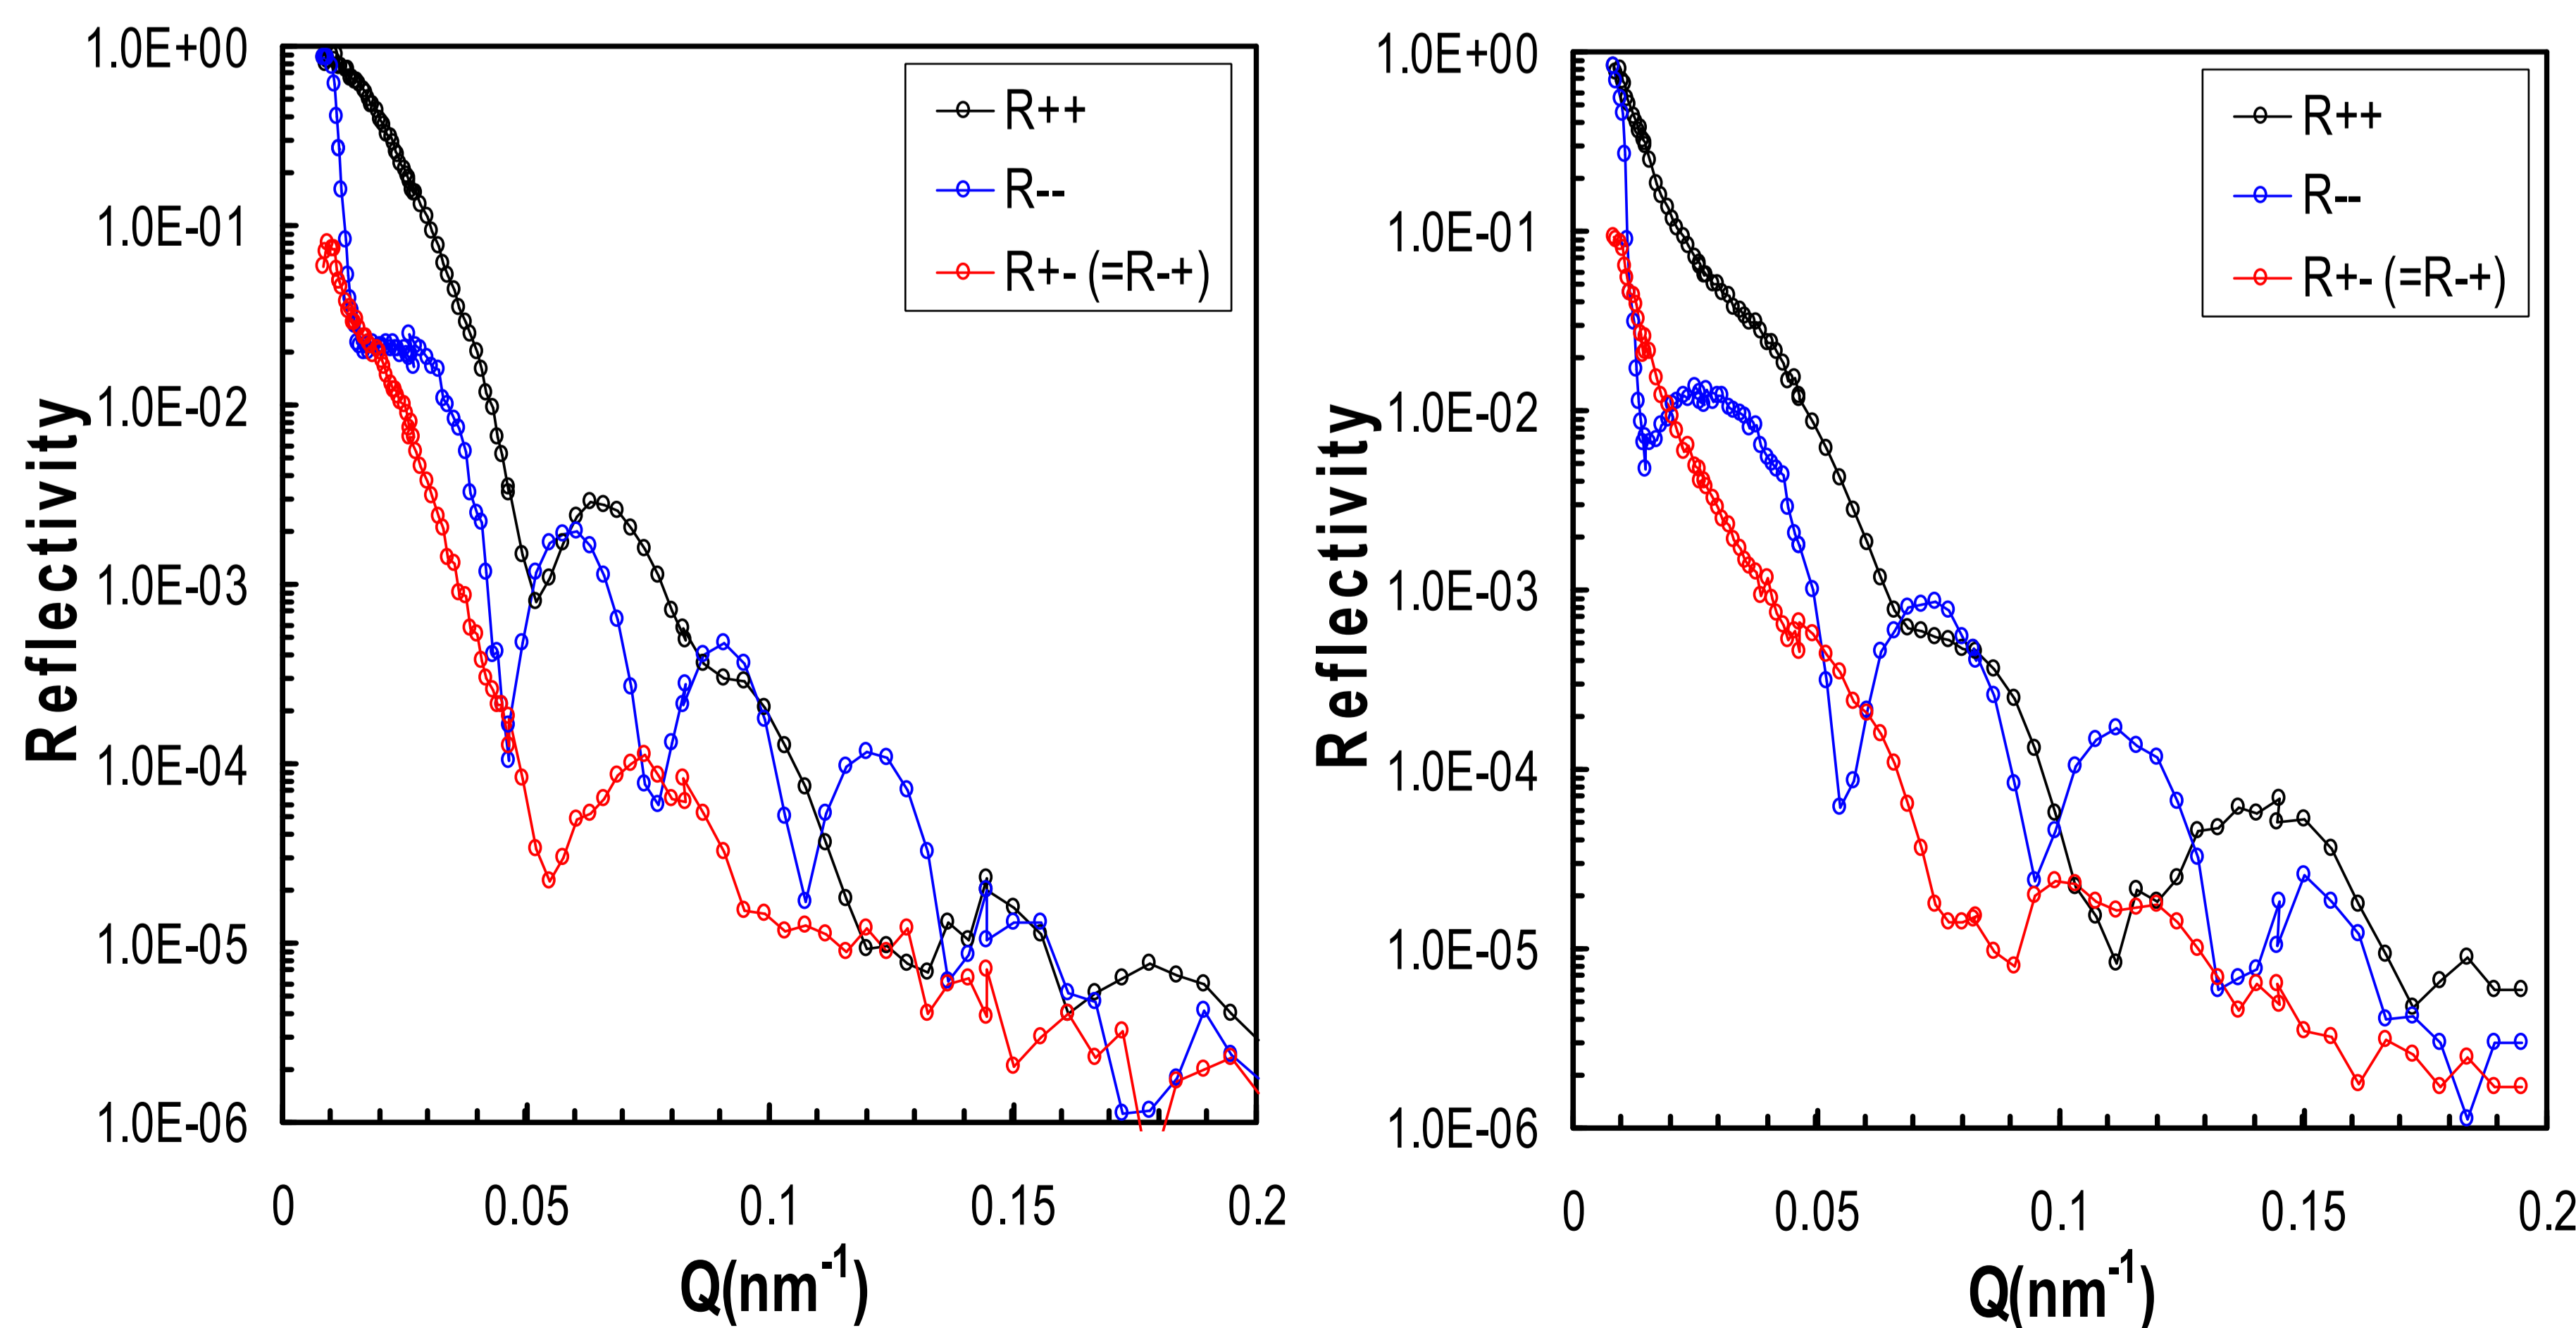 1.0E+00
1.0E-01
1.0E-02
1.0E-03
1.0E-04
1.0E-05
1.0E-06
Reflectivity
R++
R--
R+- (=R-+)
0 0.05 0.1 0.15 0.2
Q(nm-1)
1.0E+00
1.0E-01
1.0E-02
1.0E-03
1.0E-04
1.0E-05
1.0E-06
Reflectivity
R++
R--
R+- (=R-+)
0 0.05 0.1 0.15 0.2
Q(nm-1)